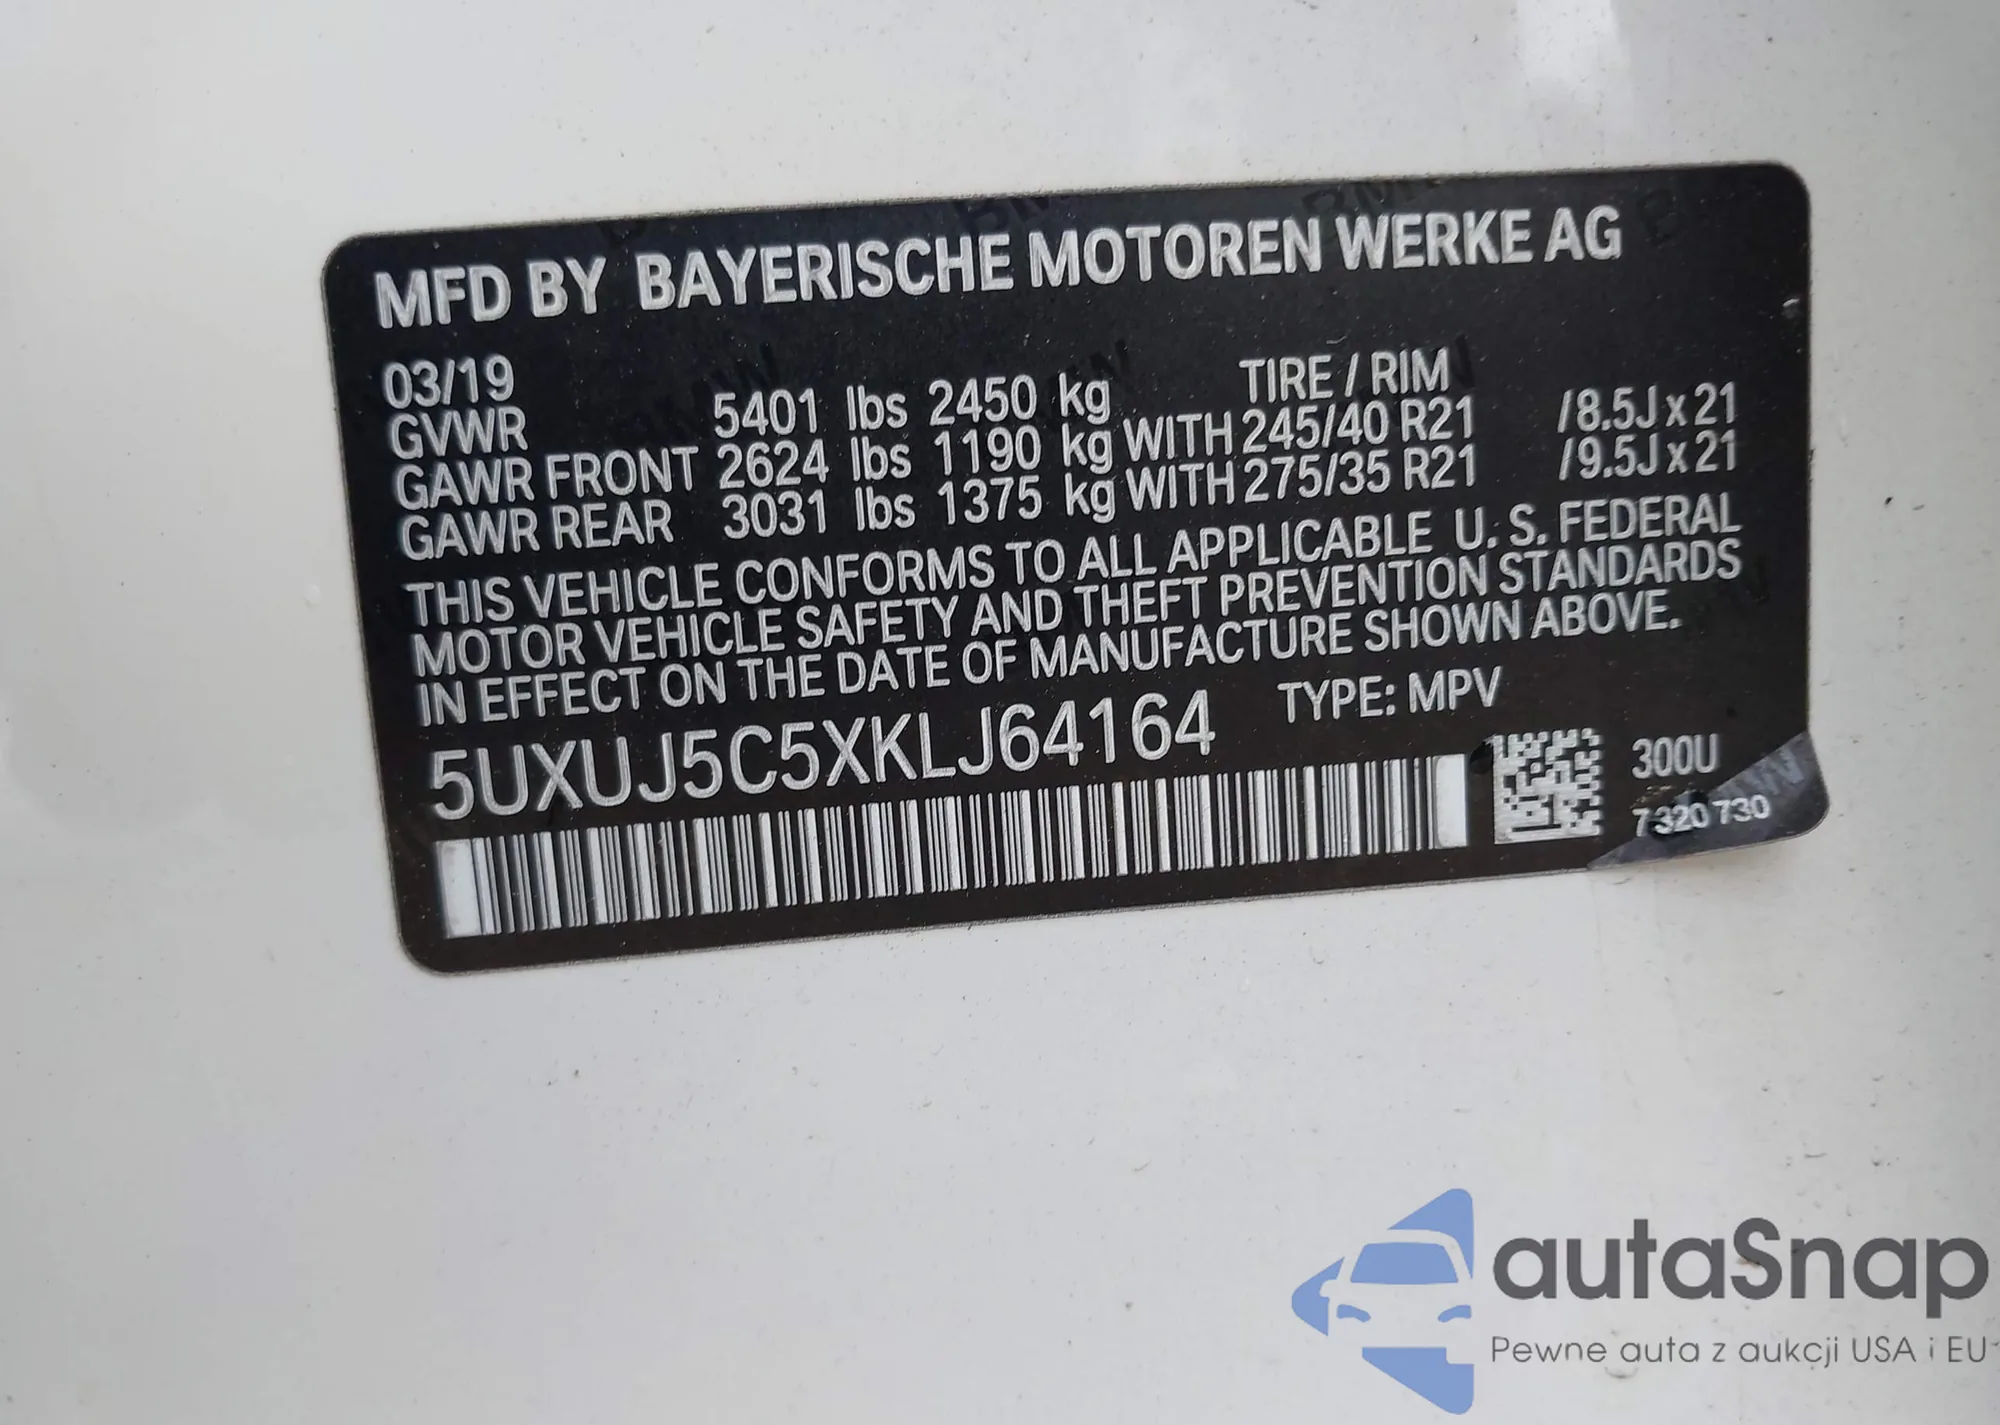 MFD BY BAYERISCHE MOTOREN WERKE AG
03/19 TIRE / RIM
GVWR 5401 lbs 2450 kg
GAWR FRONT 2624 lbs 1190 kg WITH 245/40 R21 /8.5J x 21
GAWR REAR 3031 lbs 1375 kg WITH 275/35 R21 /9.5J x 21
THIS VEHICLE CONFORMS TO ALL APPLICABLE U. S. FEDERAL
MOTOR VEHICLE SAFETY AND THEFT PREVENTION STANDARDS
IN EFFECT ON THE DATE OF MANUFACTURE SHOWN ABOVE.
5UXUJ5C5XKLJ64164 TYPE: MPV
300U
7320730
autaSnap
Pewne auta z aukcji USA i EU